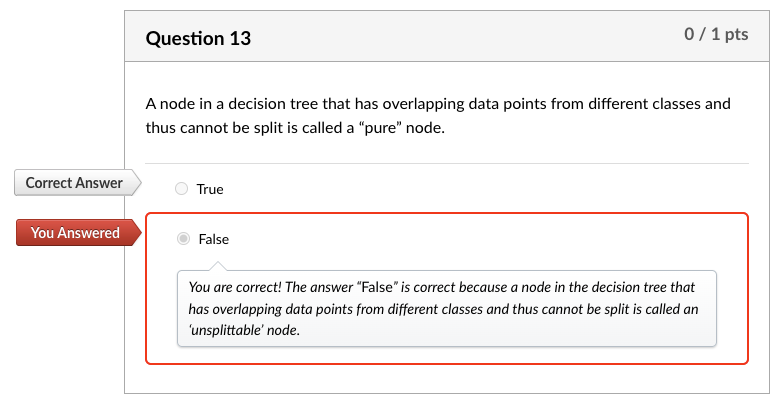 Question 13
0 / 1 pts
A node in a decision tree that has overlapping data points from different classes and
thus cannot be split is called a “pure” node.
Correct Answer
True
You Answered
False
You are correct! The answer “False” is correct because a node in the decision tree that
has overlapping data points from different classes and thus cannot be split is called an
‘unsplittable’ node.